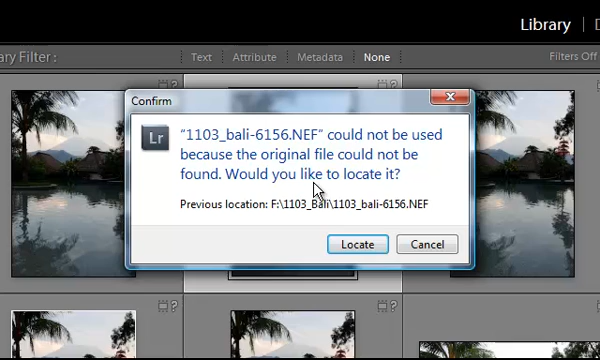 Library
ary Filter:
Text Attribute Metadata None
Filters Off
Confirm
Lr
"1103_bali-6156.NEF" could not be used
because the original file could not be
found. Would you like to locate it?
Previous location: F:\1103_Bali\1103_bali-6156.NEF
Locate Cancel